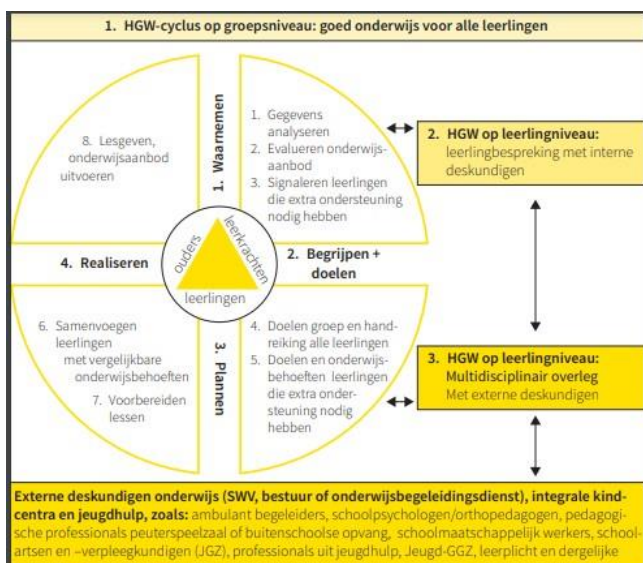 1. HGW-cyclus op groepsniveau: goed onderwijs voor alle leerlingen
8. Lesgeven,
onderwijsaanbod
uitvoeren
1. Waarnemen
1. Gegevens
analyseren
2. Evalueren onderwijs-
aanbod
3. Signaleren leerlingen
die extra ondersteuning
nodig hebben
2. HGW op leerlingniveau:
leerlingbespreking met interne
deskundigen
4. Realiseren
ouders
leerkrachten
leerlingen
2. Begrijpen +
doelen
6. Samenvoegen
leerlingen
met vergelijkbare
onderwijsbehoeften
7. Voorbereiden
lessen
3. Plannen
4. Doelen groep en hand-
reiking alle leerlingen
5. Doelen en onderwijs-
behoeften leerlingen
die extra onder-
steuning nodig
hebben
3. HGW op leerlingniveau:
Multidisciplinair overleg
Met externe deskundigen
Externe deskundigen onderwijs (SWV, bestuur of onderwijsbegeleidingsdienst), integrale kind-
centra en jeugdhulp, zoals: ambulant begeleiders, schoolpsychologen/orthopedagogen, pedagogi-
sche professionals peuterspeelzaal of buitenschoolse opvang, schoolmaatschappelijk werkers, school-
artsen en –verpleegkundigen (JGZ), professionals uit jeugdhulp, Jeugd-GGZ, leerplicht en dergelijke